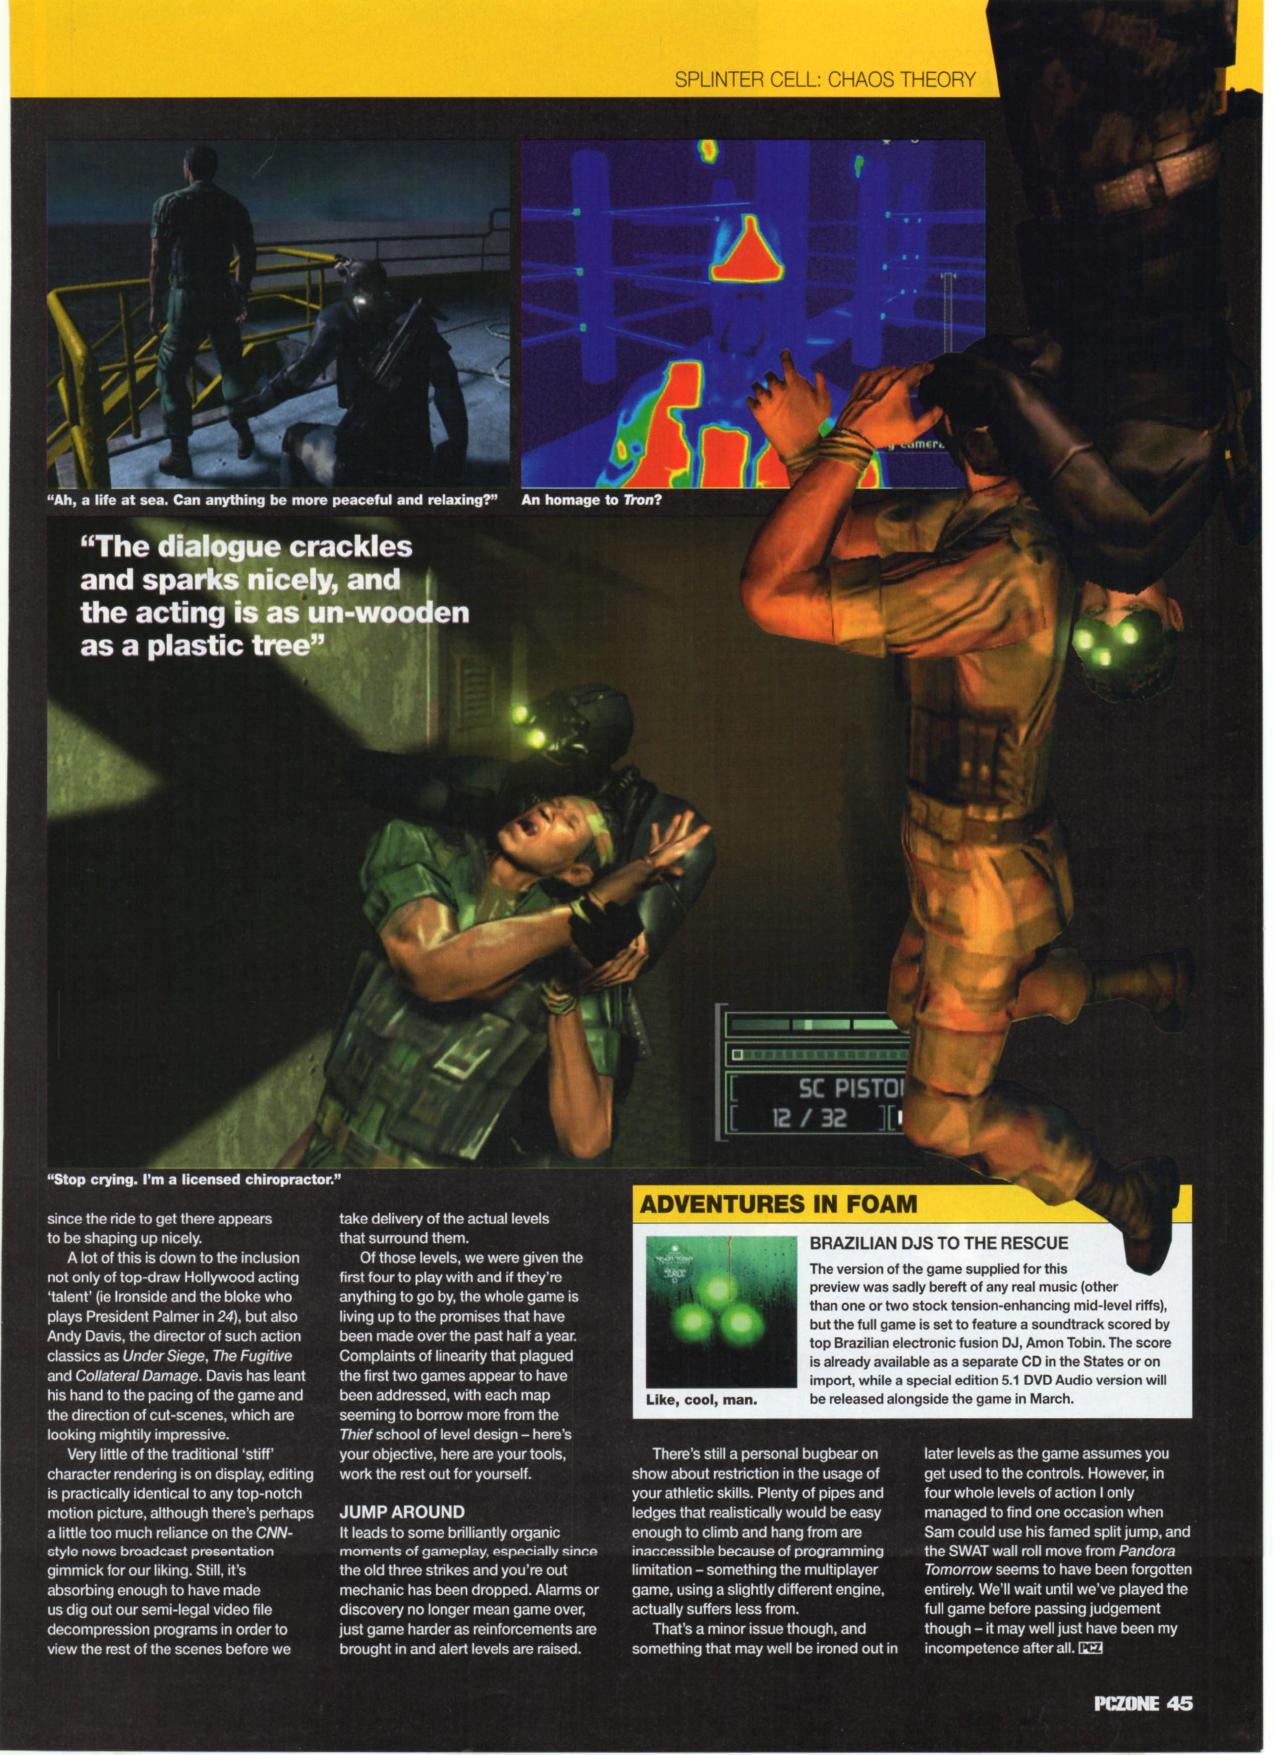 SPLINTER CELL: CHAOS THEORY
“Ah, a life at sea. Can anything be more peaceful and relaxing?”
An homage to Tron?
“The dialogue crackles
and sparks nicely, and
the acting is as un-wooden
as a plastic tree”
SC PISTOL
12 / 32
“Stop crying. I’m a licensed chiropractor.”
since the ride to get there appears
to be shaping up nicely.
A lot of this is down to the inclusion
not only of top-draw Hollywood acting
‘talent’ (ie Ironside and the bloke who
plays President Palmer in 24), but also
Andy Davis, the director of such action
classics as Under Siege, The Fugitive
and Collateral Damage. Davis has leant
his hand to the pacing of the game and
the direction of cut-scenes, which are
looking mightily impressive.
Very little of the traditional ‘stiff’
character rendering is on display, editing
is practically identical to any top-notch
motion picture, although there’s perhaps
a little too much reliance on the CNN-
style news broadcast presentation
gimmick for our liking. Still, it’s
absorbing enough to have made
us dig out our semi-legal video file
decompression programs in order to
view the rest of the scenes before we
take delivery of the actual levels
that surround them.
Of those levels, we were given the
first four to play with and if they’re
anything to go by, the whole game is
living up to the promises that have
been made over the past half a year.
Complaints of linearity that plagued
the first two games appear to have
been addressed, with each map
seeming to borrow more from the
Thief school of level design – here’s
your objective, here are your tools,
work the rest out for yourself.
JUMP AROUND
It leads to some brilliantly organic
moments of gameplay, especially since
the old three strikes and you’re out
mechanic has been dropped. Alarms or
discovery no longer mean game over,
just game harder as reinforcements are
brought in and alert levels are raised.
ADVENTURES IN FOAM
Like, cool, man.
BRAZILIAN DJS TO THE RESCUE
The version of the game supplied for this
preview was sadly bereft of any real music (other
than one or two stock tension-enhancing mid-level riffs),
but the full game is set to feature a soundtrack scored by
top Brazilian electronic fusion DJ, Amon Tobin. The score
is already available as a separate CD in the States or on
import, while a special edition 5.1 DVD Audio version will
be released alongside the game in March.
There’s still a personal bugbear on
show about restriction in the usage of
your athletic skills. Plenty of pipes and
ledges that realistically would be easy
enough to climb and hang from are
inaccessible because of programming
limitation – something the multiplayer
game, using a slightly different engine,
actually suffers less from.
That’s a minor issue though, and
something that may well be ironed out in
later levels as the game assumes you
get used to the controls. However, in
four whole levels of action I only
managed to find one occasion when
Sam could use his famed split jump, and
the SWAT wall roll move from Pandora
Tomorrow seems to have been forgotten
entirely. We’ll wait until we’ve played the
full game before passing judgement
though – it may well just have been my
incompetence after all. PCZ
PCZONE 45